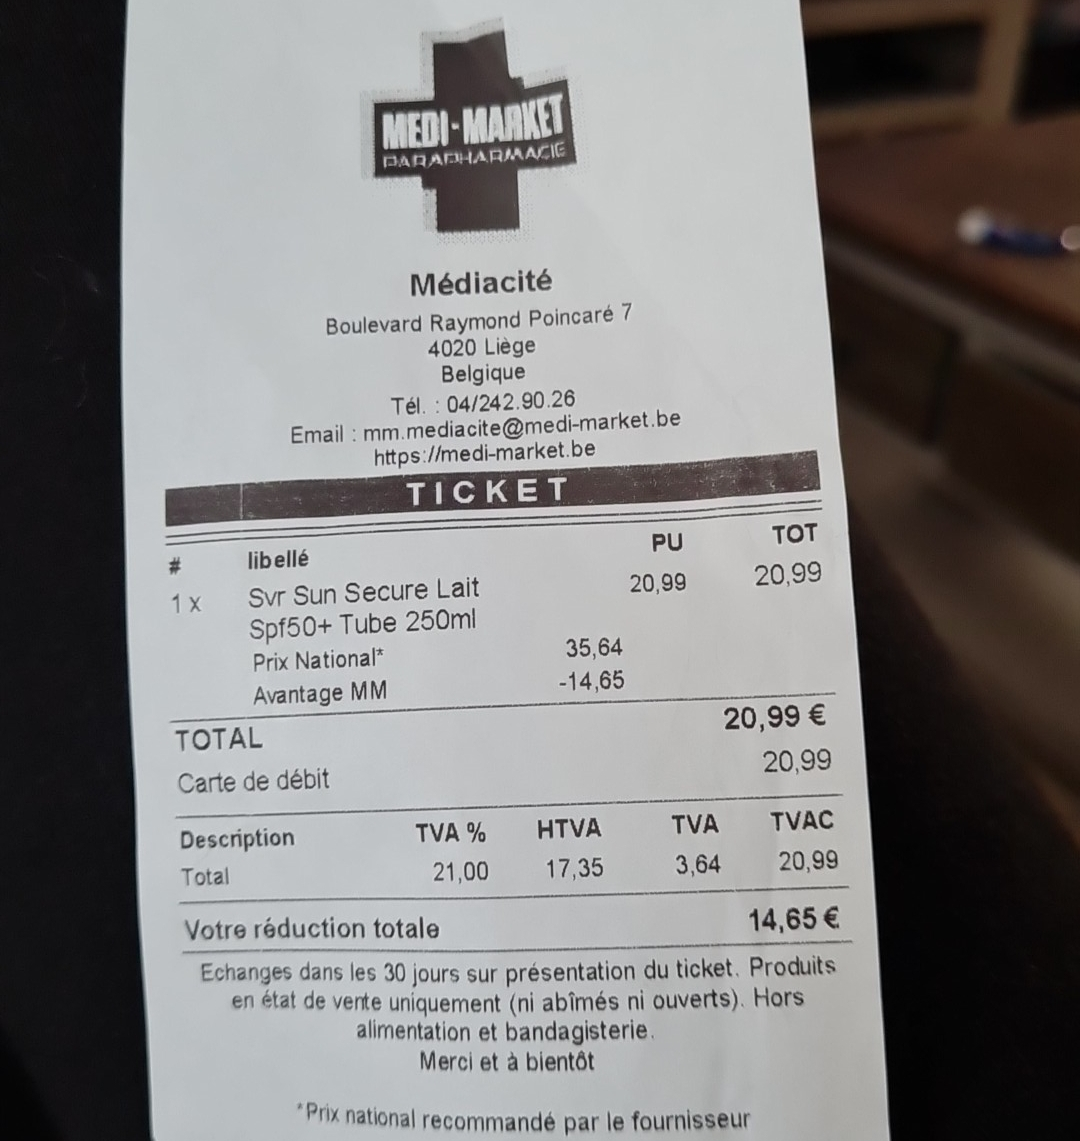 MEDI-MARKET
PARAPHARMACIE
Médiacité
Boulevard Raymond Poincaré 7
4020 Liège
Belgique
Tél. : 04/242.90.26
Email : mm.mediacite@medi-market.be
https://medi-market.be
TICKET
# libellé PU TOT
1 x Svr Sun Secure Lait 20,99 20,99
Spf50+ Tube 250ml
Prix National* 35,64
Avantage MM -14,65
TOTAL 20,99 €
Carte de débit 20,99
Description TVA % HTVA TVA TVAC
Total 21,00 17,35 3,64 20,99
Votre réduction totale 14,65 €
Echanges dans les 30 jours sur présentation du ticket. Produits
en état de vente uniquement (ni abîmés ni ouverts). Hors
alimentation et bandagisterie.
Merci et à bientôt
*Prix national recommandé par le fournisseur